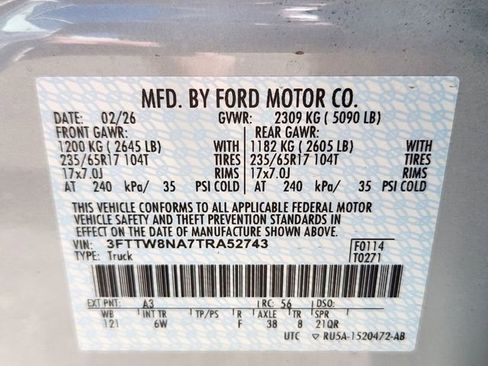 MFD. BY FORD MOTOR CO.
DATE: 02/26 GVWR: 2309 KG ( 5090 LB)
FRONT GAWR: REAR GAWR:
1200 KG ( 2645 LB) WITH 1182 KG ( 2605 LB) WITH
235/65R17 104T TIRES 235/65R17 104T TIRES
17x7.0J RIMS 17x7.0J RIMS
AT 240 kPa/ 35 PSI COLD AT 240 kPa/ 35 PSI COLD
THIS VEHICLE CONFORMS TO ALL APPLICABLE FEDERAL MOTOR
VEHICLE SAFETY AND THEFT PREVENTION STANDARDS IN
EFFECT ON THE DATE OF MANUFACTURE SHOWN ABOVE.
VIN: 3FTTW8NA7TRA52743 F0114
TYPE: Truck T0271
EXT PNT: A3 RC: 56 DSO:
WB INT TR TP/PS R AXLE TR SPR
121 6W F 38 8 21QR
UTC ▽ RU5A-1520472-AB